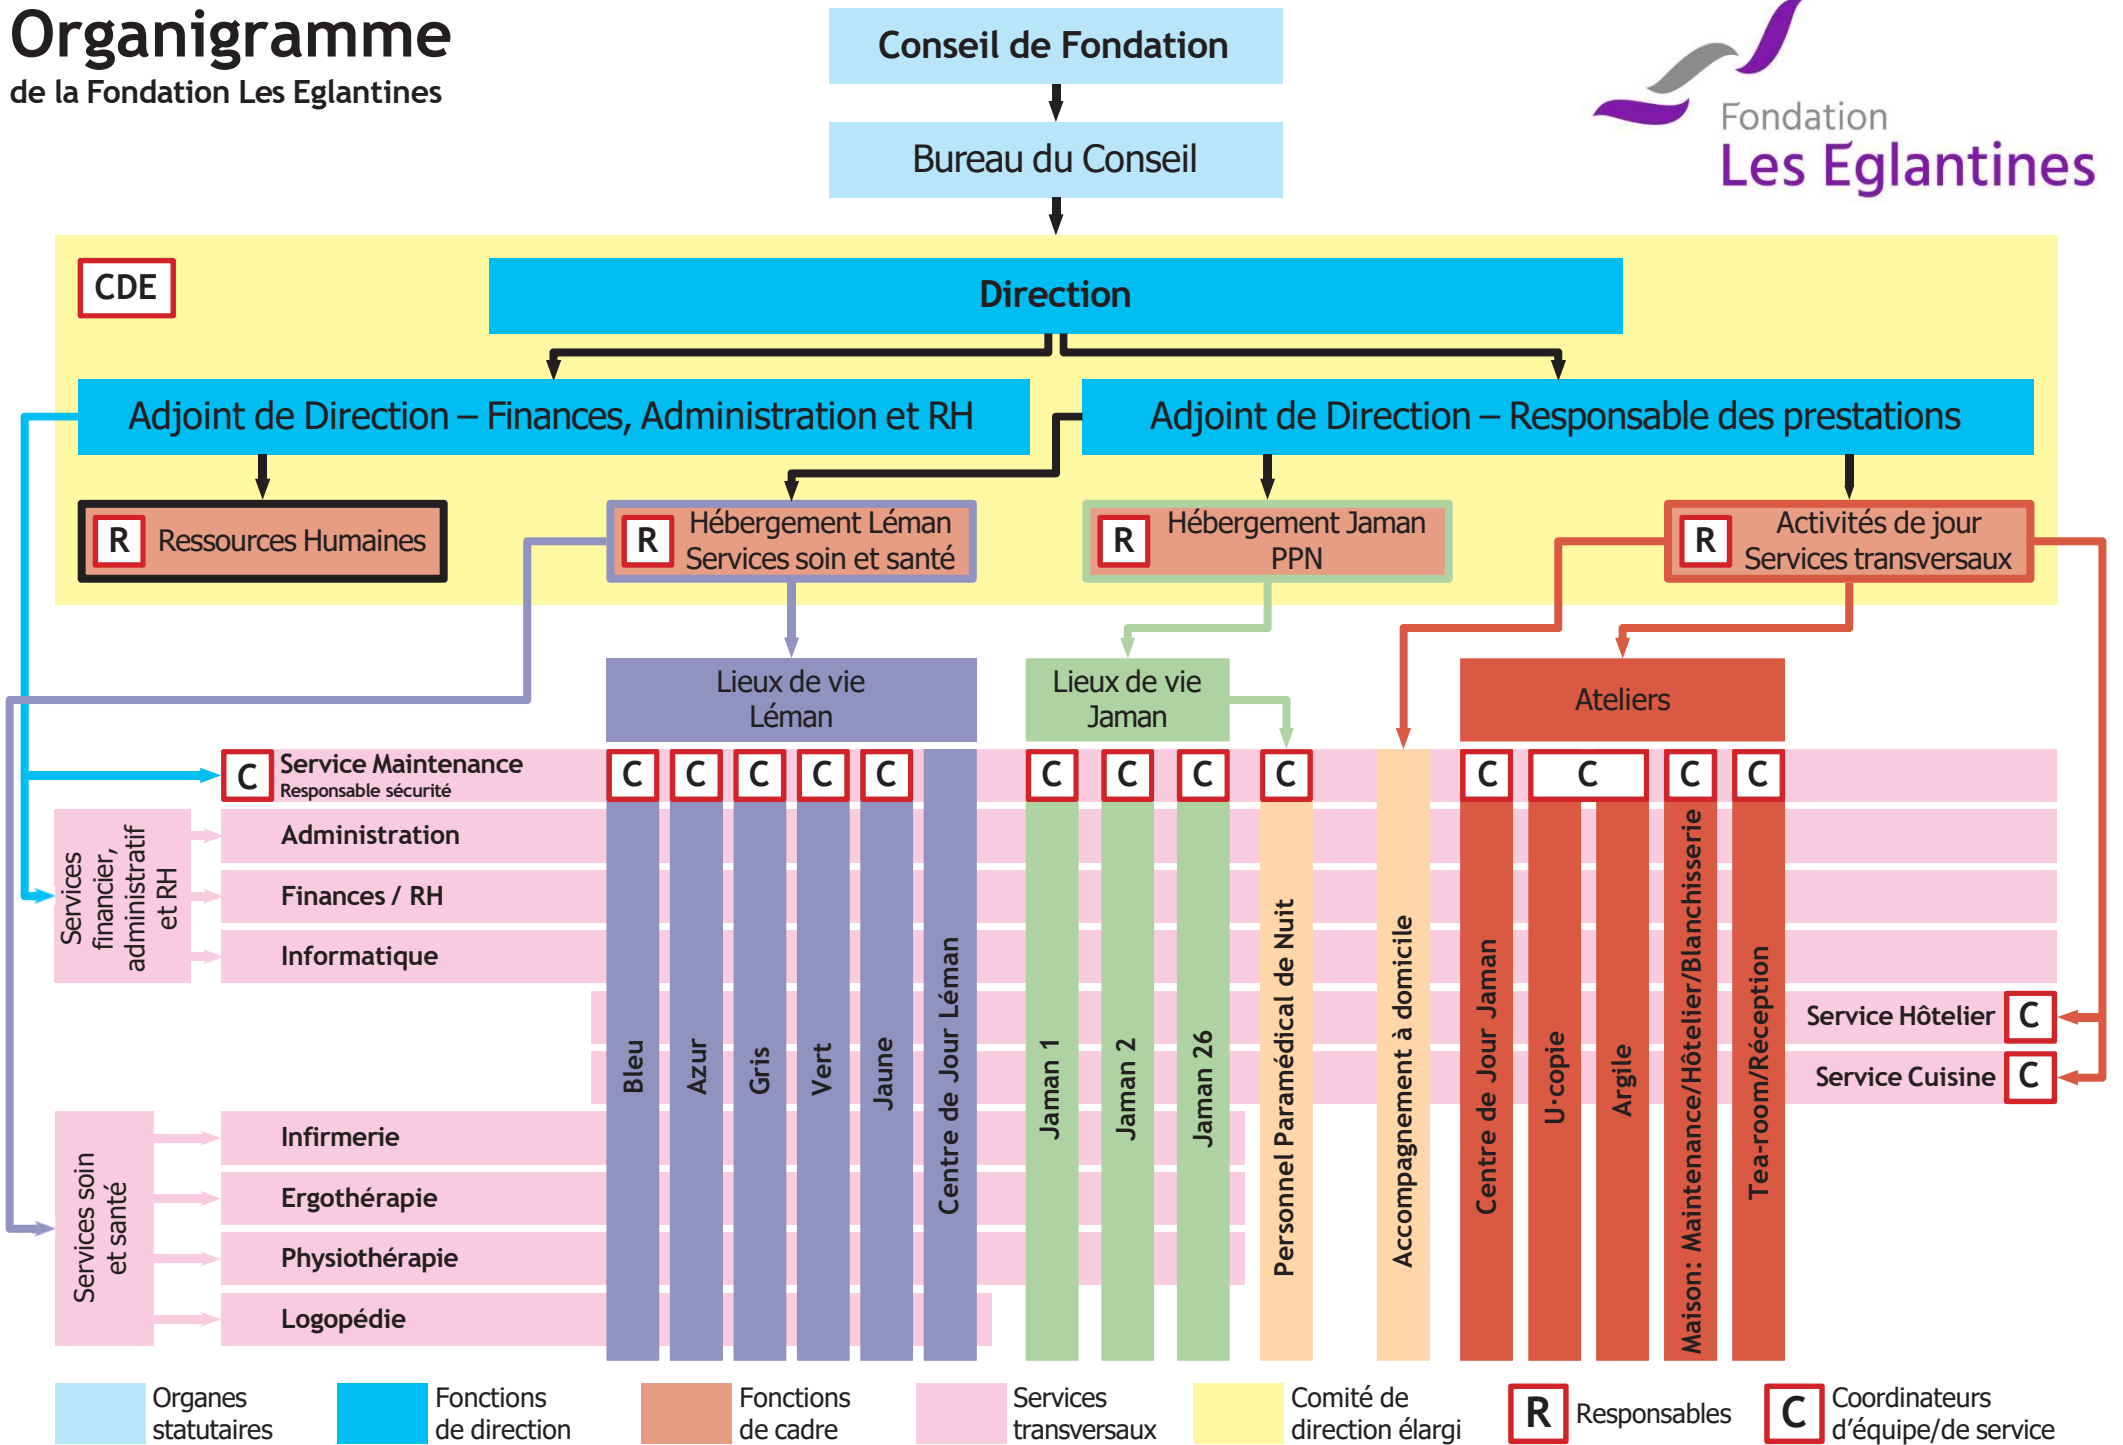 Organigramme
de la Fondation Les Eglantines
Conseil de Fondation
Bureau du Conseil
Fondation
Les Eglantines
CDE
Direction
Adjoint de Direction – Finances, Administration et RH
Adjoint de Direction – Responsable des prestations
R
Ressources Humaines
R
Hébergement Léman
Services soin et santé
R
Hébergement Jaman
PPN
R
Activités de jour
Services transversaux
Lieux de vie
Léman
Lieux de vie
Jaman
Ateliers
C
Service Maintenance
Responsable sécurité
C
C
C
C
C
C
C
C
C
C
C
C
C
Services
financier,
administratif
et RH
Administration
Finances / RH
Informatique
Service Hôtelier
C
Service Cuisine
C
Services soin
et santé
Infirmerie
Ergothérapie
Physiothérapie
Logopédie
Bleu
Azur
Gris
Vert
Jaune
Centre de Jour Léman
Jaman 1
Jaman 2
Jaman 26
Personnel Paramédical de Nuit
Accompagnement à domicile
Centre de Jour Jaman
U·copie
Argile
Maison: Maintenance/Hôtelier/Blanchisserie
Tea-room/Réception
Organes
statutaires
Fonctions
de direction
Fonctions
de cadre
Services
transversaux
Comité de
direction élargi
R
Responsables
C
Coordinateurs
d'équipe/de service